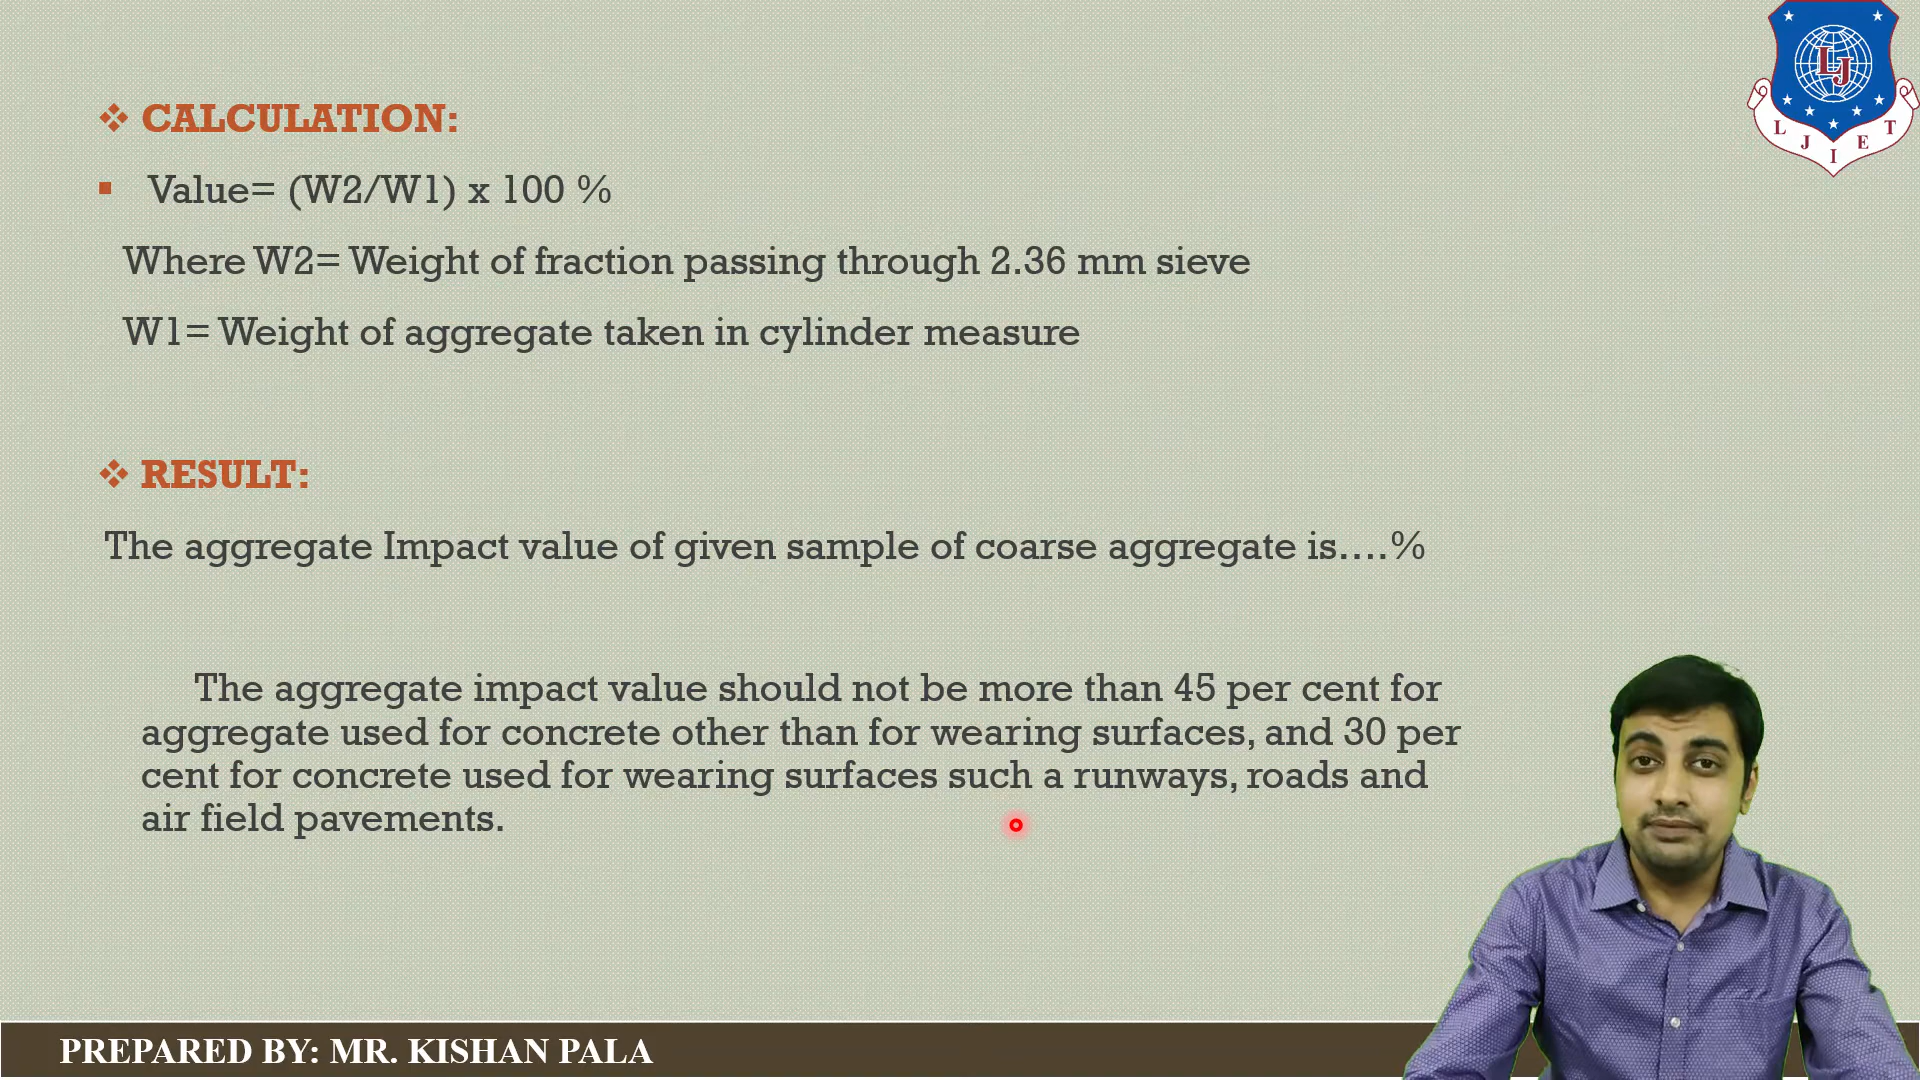 CALCULATION:
Value= (W2/W1) x 100 %
Where W2= Weight of fraction passing through 2.36 mm sieve
W1= Weight of aggregate taken in cylinder measure
RESULT:
The aggregate Impact value of given sample of coarse aggregate is....%
The aggregate impact value should not be more than 45 per cent for
aggregate used for concrete other than for wearing surfaces, and 30 per
cent for concrete used for wearing surfaces such a runways, roads and
air field pavements.
PREPARED BY: MR. KISHAN PALA
LJ
L J I E T